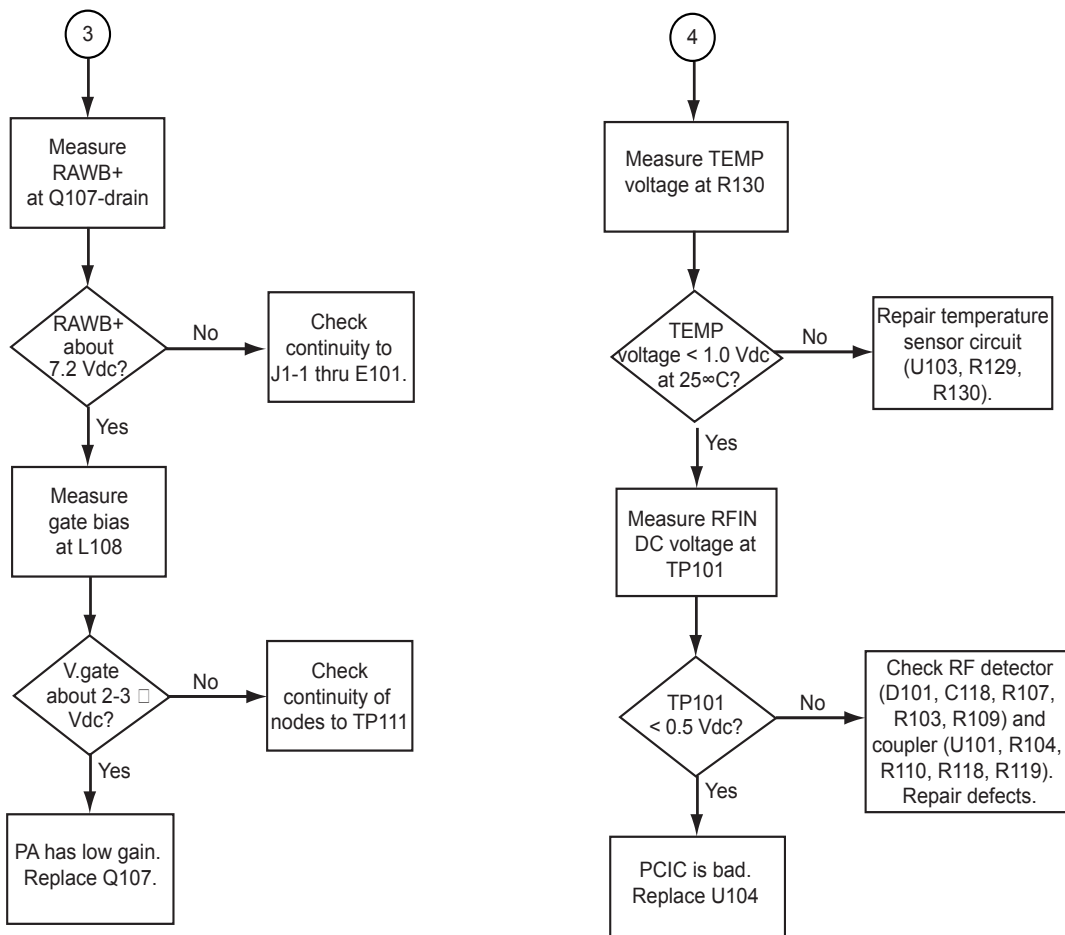 3
Measure
RAWB+
at Q107-drain
RAWB+
about
7.2 Vdc?
No
Check
continuity to
J1-1 thru E101.
Yes
Measure
gate bias
at L108
V.gate
about 2-3 □
Vdc?
No
Check
continuity of
nodes to TP111
Yes
PA has low gain.
Replace Q107.
4
Measure TEMP
voltage at R130
TEMP
voltage < 1.0 Vdc
at 25∞C?
No
Repair temperature
sensor circuit
(U103, R129,
R130).
Yes
Measure RFIN
DC voltage at
TP101
TP101
< 0.5 Vdc?
No
Check RF detector
(D101, C118, R107,
R103, R109) and
coupler (U101, R104,
R110, R118, R119).
Repair defects.
Yes
PCIC is bad.
Replace U104